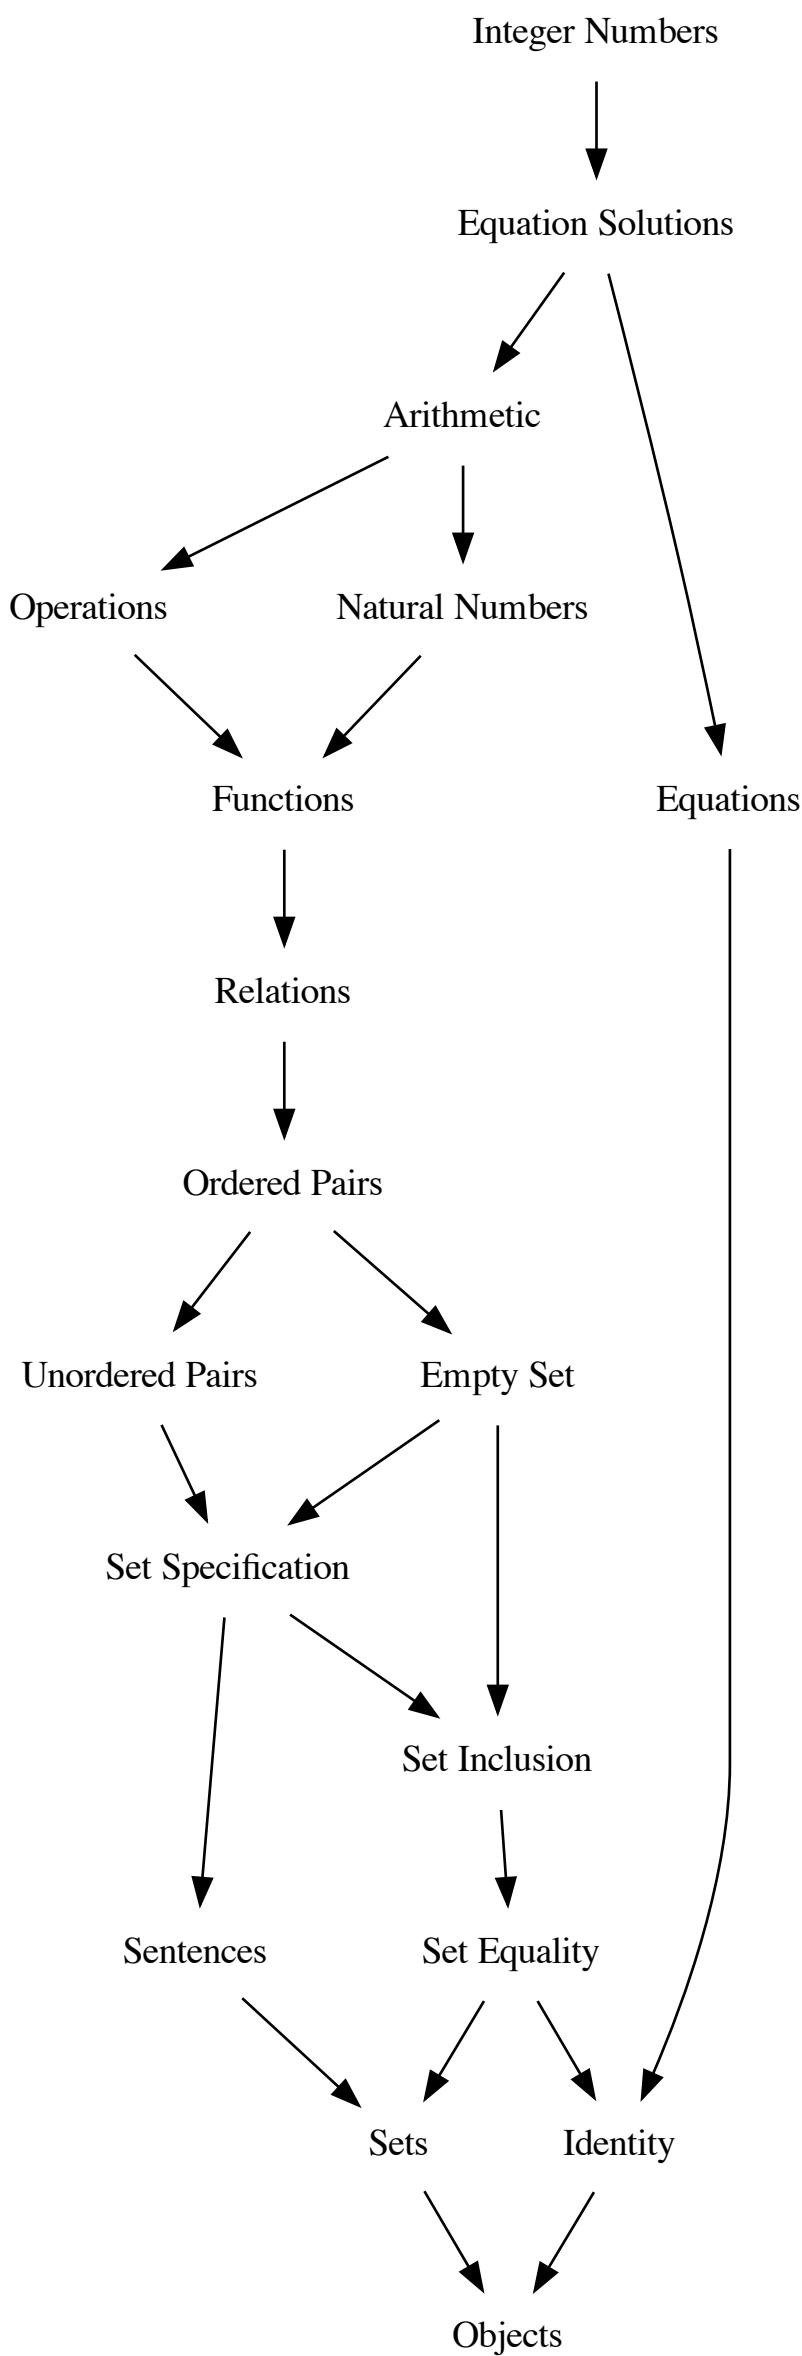 Integer Numbers
Equation Solutions
Arithmetic
Operations
Natural Numbers
Functions
Equations
Relations
Ordered Pairs
Unordered Pairs
Empty Set
Set Specification
Set Inclusion
Sentences
Set Equality
Sets
Identity
Objects